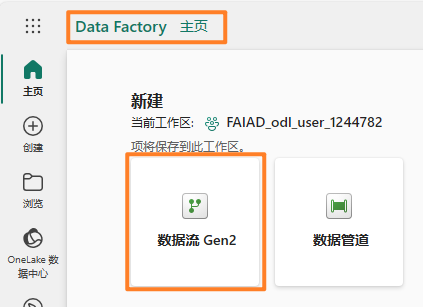 Data Factory 主页
主页
新建
当前工作区: FAIAD_odl_user_1244782
项将保存到此工作区。
创建
浏览
OneLake 数
据中心
数据流 Gen2
数据管道